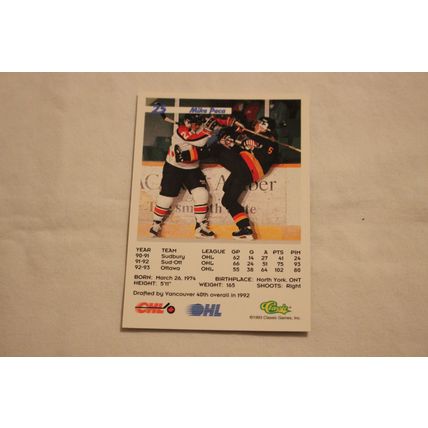 25 Mike Peca
YEAR TEAM LEAGUE GP G A PTS PIM
90-91 Sudbury OHL 62 14 27 41 24
91-92 Sud-Ott OHL 66 24 51 75 93
92-93 Ottawa OHL 55 38 64 102 80
BORN: March 26, 1974 BIRTHPLACE: North York, ONT
HEIGHT: 5'11" WEIGHT: 165 SHOOTS: Right
Drafted by Vancouver 40th overall in 1992
CHL OHL Classic
©1993 Classic Games, Inc.